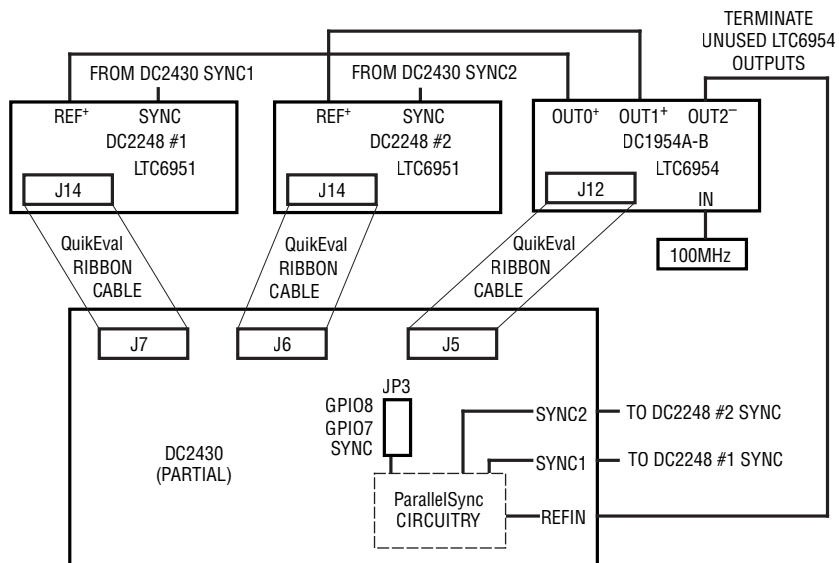 TERMINATE
UNUSED LTC6954
OUTPUTS
FROM DC2430 SYNC1
FROM DC2430 SYNC2
REF+ SYNC
DC2248 #1
LTC6951
J14
REF+ SYNC
DC2248 #2
LTC6951
J14
OUT0+ OUT1+ OUT2–
DC1954A-B
LTC6954
J12
IN
100MHz
QuikEval
RIBBON
CABLE
QuikEval
RIBBON
CABLE
QuikEval
RIBBON
CABLE
J7
J6
J5
JP3
GPIO8
GPIO7
SYNC
DC2430
(PARTIAL)
ParallelSync
CIRCUITRY
SYNC2
TO DC2248 #2 SYNC
SYNC1
TO DC2248 #1 SYNC
REFIN